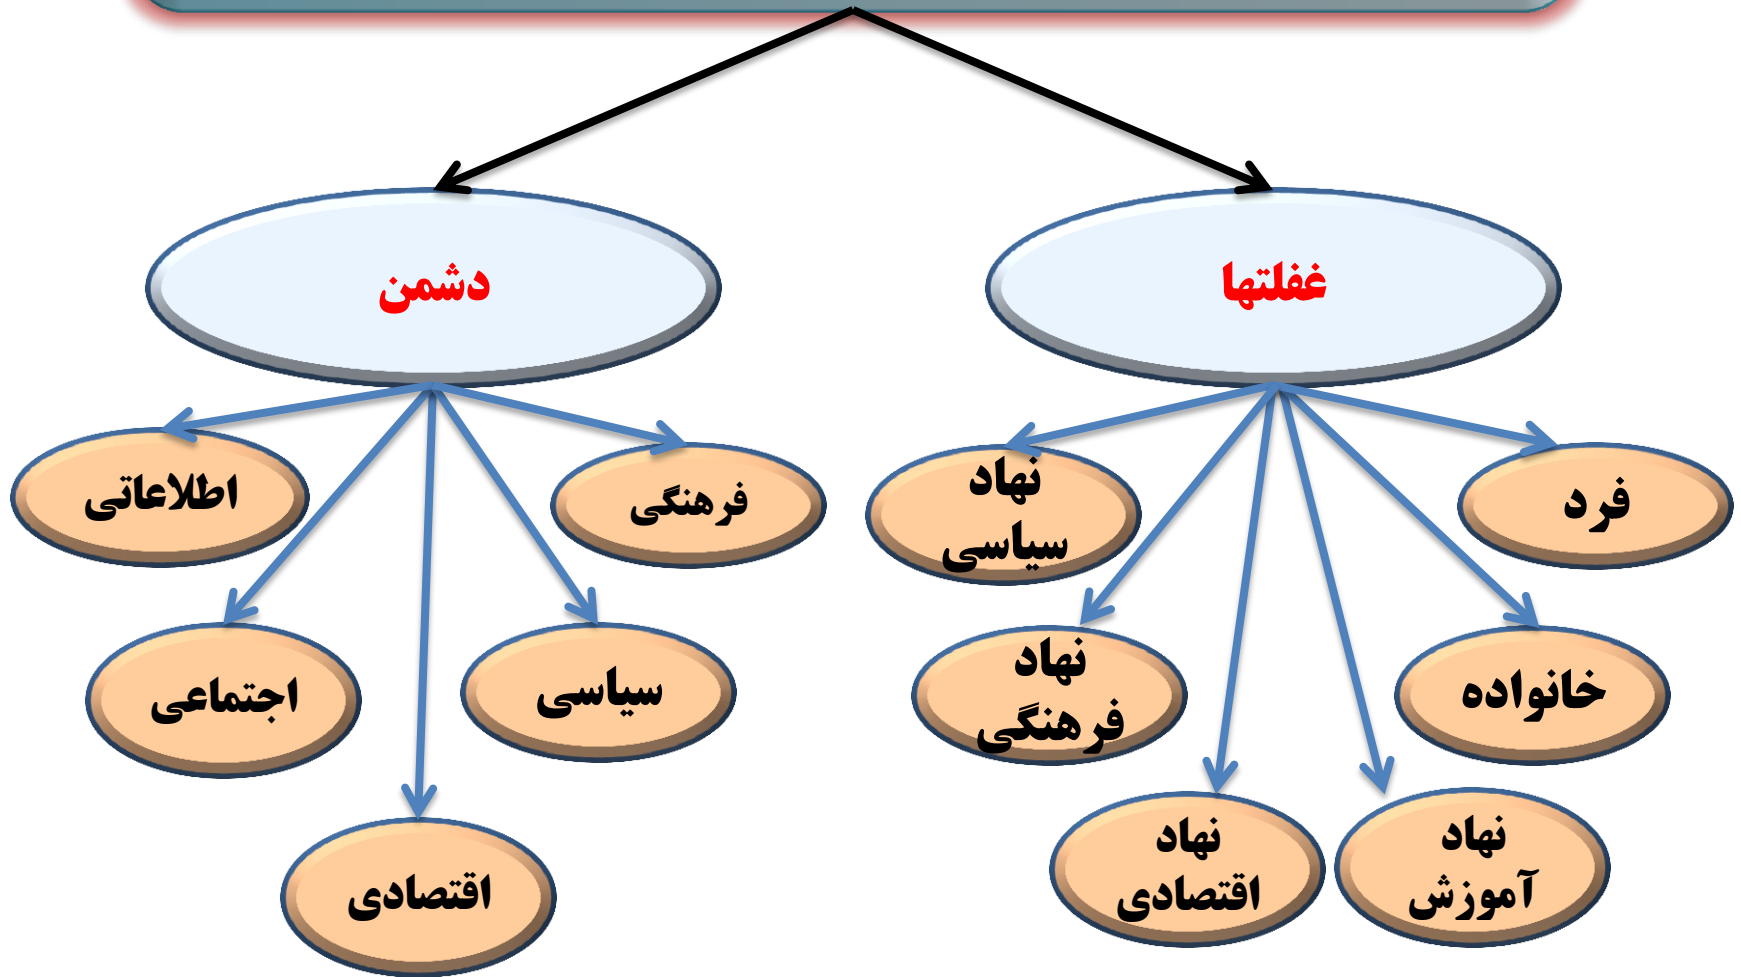 غفلتها
دشمن
فرد
نهاد
سیاسی
فرهنگی
اطلاعاتی
خانواده
نهاد
فرهنگی
سیاسی
اجتماعی
نهاد
آموزش
نهاد
اقتصادی
اقتصادی